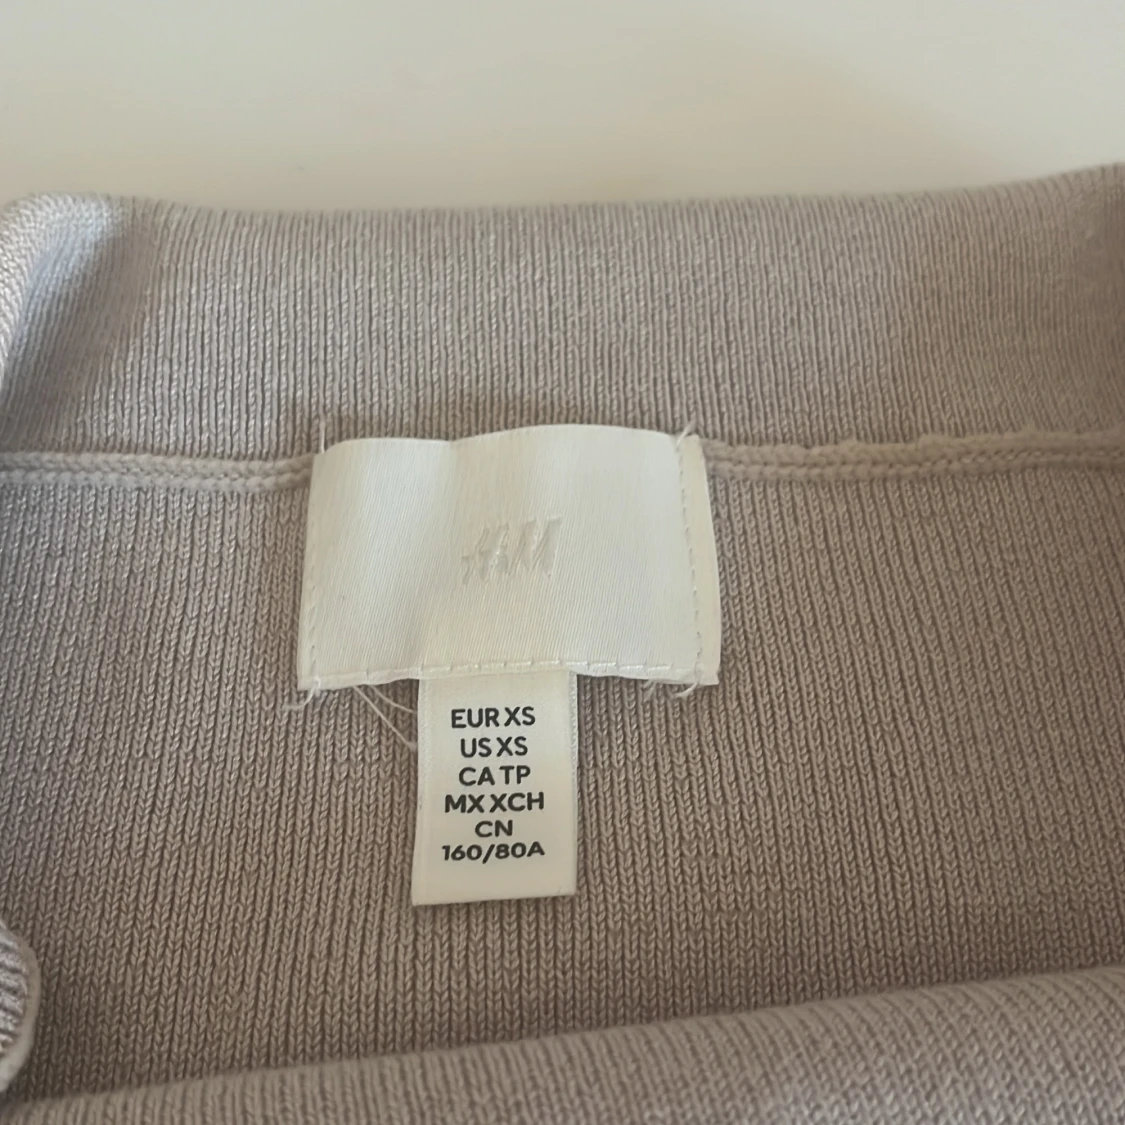 H&M
EUR XS
US XS
CA TP
MX XCH
CN
160/80A